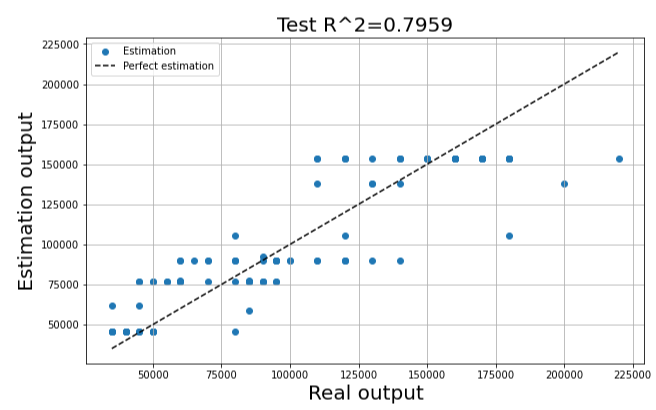 Test R^2=0.7959
Estimation
Perfect estimation
225000
200000
175000
150000
125000
100000
75000
50000
Estimation output
50000 75000 100000 125000 150000 175000 200000 225000
Real output